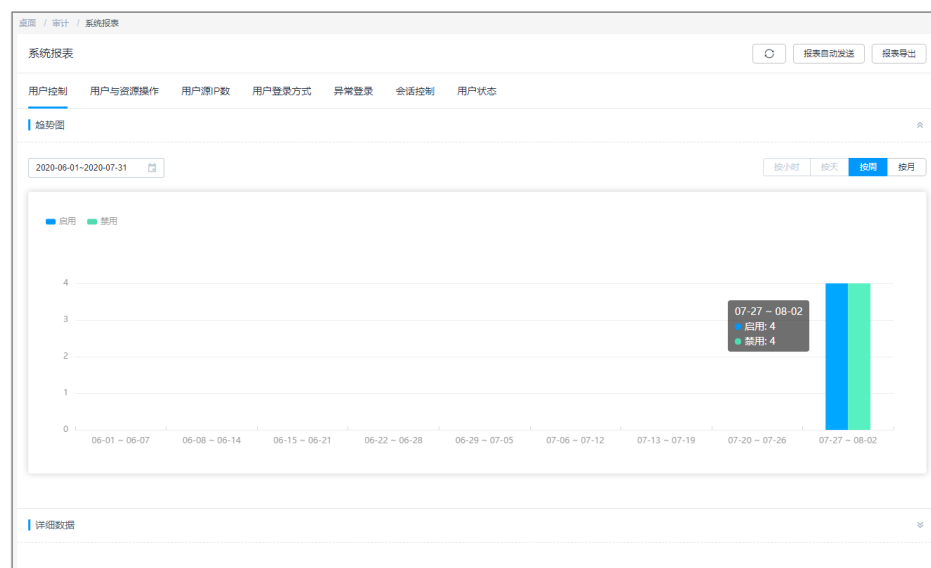 桌面 / 审计 / 系统报表
系统报表
报表自动发送 报表导出
用户控制 用户与资源操作 用户源IP数 用户登录方式 异常登录 会话控制 用户状态
趋势图
2020-06-01~2020-07-31
按小时 按天 按周 按月
启用 禁用
4
3
2
1
0
07-27 ~ 08-02
启用: 4
禁用: 4
06-01 ~ 06-07 06-08 ~ 06-14 06-15 ~ 06-21 06-22 ~ 06-28 06-29 ~ 07-05 07-06 ~ 07-12 07-13 ~ 07-19 07-20 ~ 07-26 07-27 ~ 08-02
详细数据